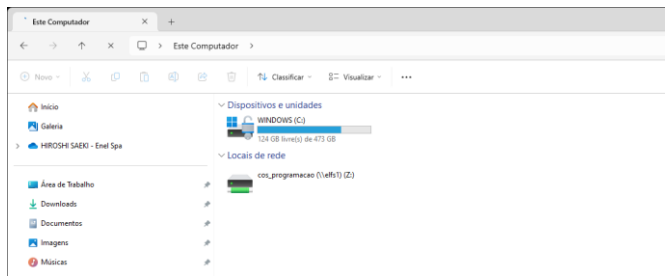 Este Computador
Este Computador
Novo
Classificar
Visualizar
Início
Galeria
HIROSHI SAEKI - Enel Spa
Área de Trabalho
Downloads
Documentos
Imagens
Músicas
Dispositivos e unidades
WINDOWS (C:)
124 GB livre(s) de 473 GB
Locais de rede
cos_programacao (\\elfs1) (Z:)